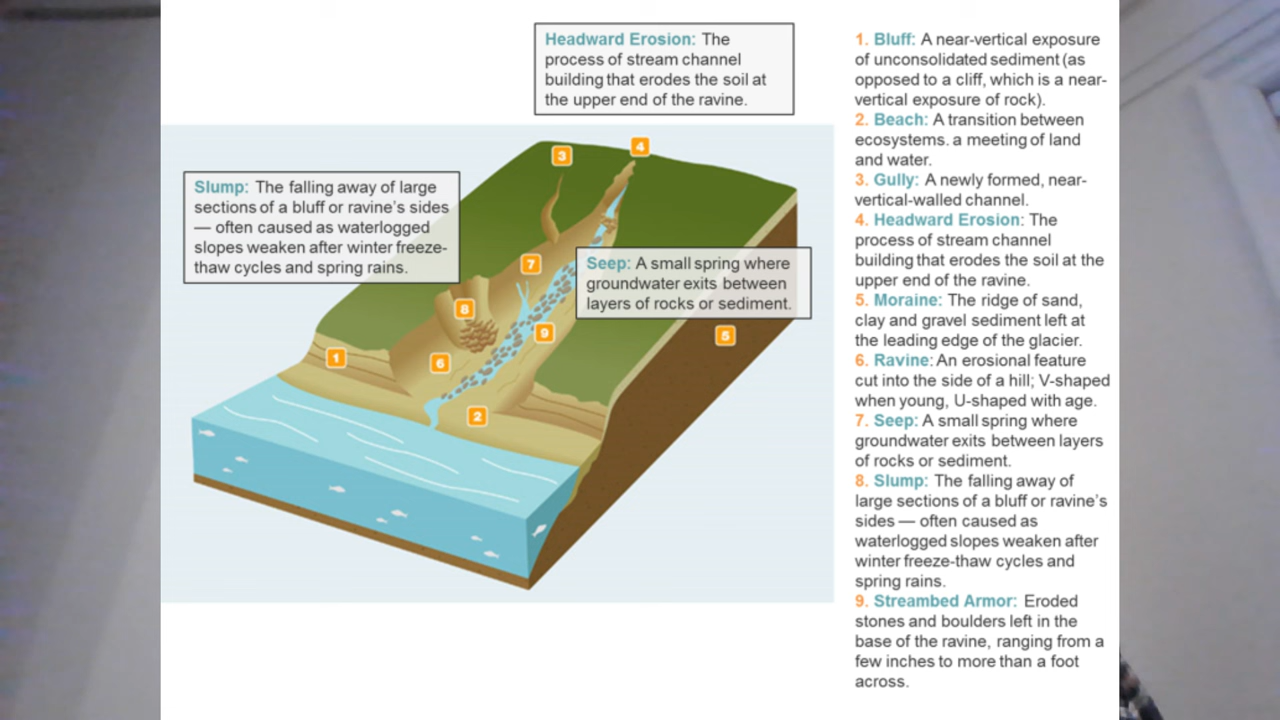 Headward Erosion: The
process of stream channel
building that erodes the soil at
the upper end of the ravine.
Slump: The falling away of large
sections of a bluff or ravine's sides
— often caused as waterlogged
slopes weaken after winter freeze-
thaw cycles and spring rains.
Seep: A small spring where
groundwater exits between
layers of rocks or sediment.
3
4
7
8
9
5
1
6
2
1. Bluff: A near-vertical exposure
of unconsolidated sediment (as
opposed to a cliff, which is a near-
vertical exposure of rock).
2. Beach: A transition between
ecosystems. a meeting of land
and water.
3. Gully: A newly formed, near-
vertical-walled channel.
4. Headward Erosion: The
process of stream channel
building that erodes the soil at the
upper end of the ravine.
5. Moraine: The ridge of sand,
clay and gravel sediment left at
the leading edge of the glacier.
6. Ravine: An erosional feature
cut into the side of a hill; V-shaped
when young, U-shaped with age.
7. Seep: A small spring where
groundwater exits between layers
of rocks or sediment.
8. Slump: The falling away of
large sections of a bluff or ravine's
sides — often caused as
waterlogged slopes weaken after
winter freeze-thaw cycles and
spring rains.
9. Streambed Armor: Eroded
stones and boulders left in the
base of the ravine, ranging from a
few inches to more than a foot
across.